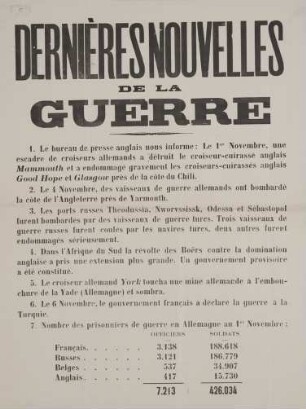 DERNIÈRES NOUVELLES
DE LA
GUERRE
1. Le bureau de presse anglais nous informe: Le 1er Novembre, une
escadre de croiseurs allemands a détruit le croiseur-cuirassé anglais
Mammouth et a endommagé gravement les croiseurs-cuirassés anglais
Good Hope et Glasgow près de la côte du Chili.
2. Le 4 Novembre, des vaisseaux de guerre allemands ont bombardé
la côte de l'Angleterre près de Yarmouth.
3. Les ports russes Theodossia, Noworossisk, Odessa et Sébastopal
furent bombardés par des vaisseaux de guerre turcs. Trois vaisseaux de
guerre russes furent coulés par les navires turcs, deux autres furent
endommagés sérieusement.
4. Dans l'Afrique du Sud la révolte des Boërs contre la domination
anglaise a pris une extension plus grande. Un gouvernement provisoire
a été constitué.
5. Le croiseur allemand York toucha une mine allemande à l'embou-
chure de la Yade (Allemagne) et sombra.
6. Le 6 Novembre, le gouvernement français a déclaré la guerre à la
Turquie.
7. Nombre des prisonniers de guerre en Allemagne au 1er Novembre:
OFFICIERS SOLDATS
Français. . . . . . 3.138 188.618
Russes . . . . . . 3.121 186.779
Belges . . . . . . 537 34.907
Anglais. . . . . . 417 15.730
7.213 426.034